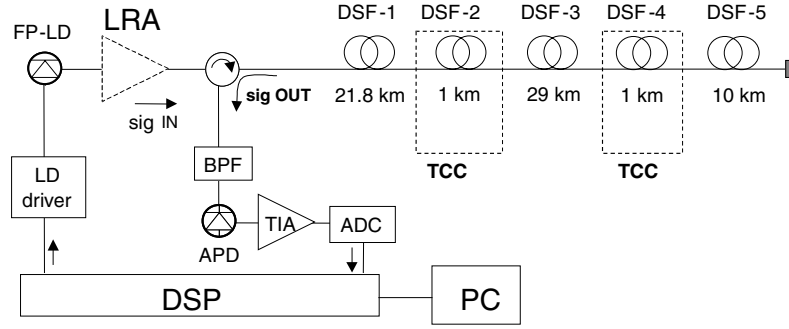 DSF-1 DSF-2 DSF-3 DSF-4 DSF-5
FP-LD LRA
sig IN
sig OUT
21.8 km 1 km 29 km 1 km 10 km
BPF
TCC TCC
LD
driver
TIA ADC
APD
DSP PC